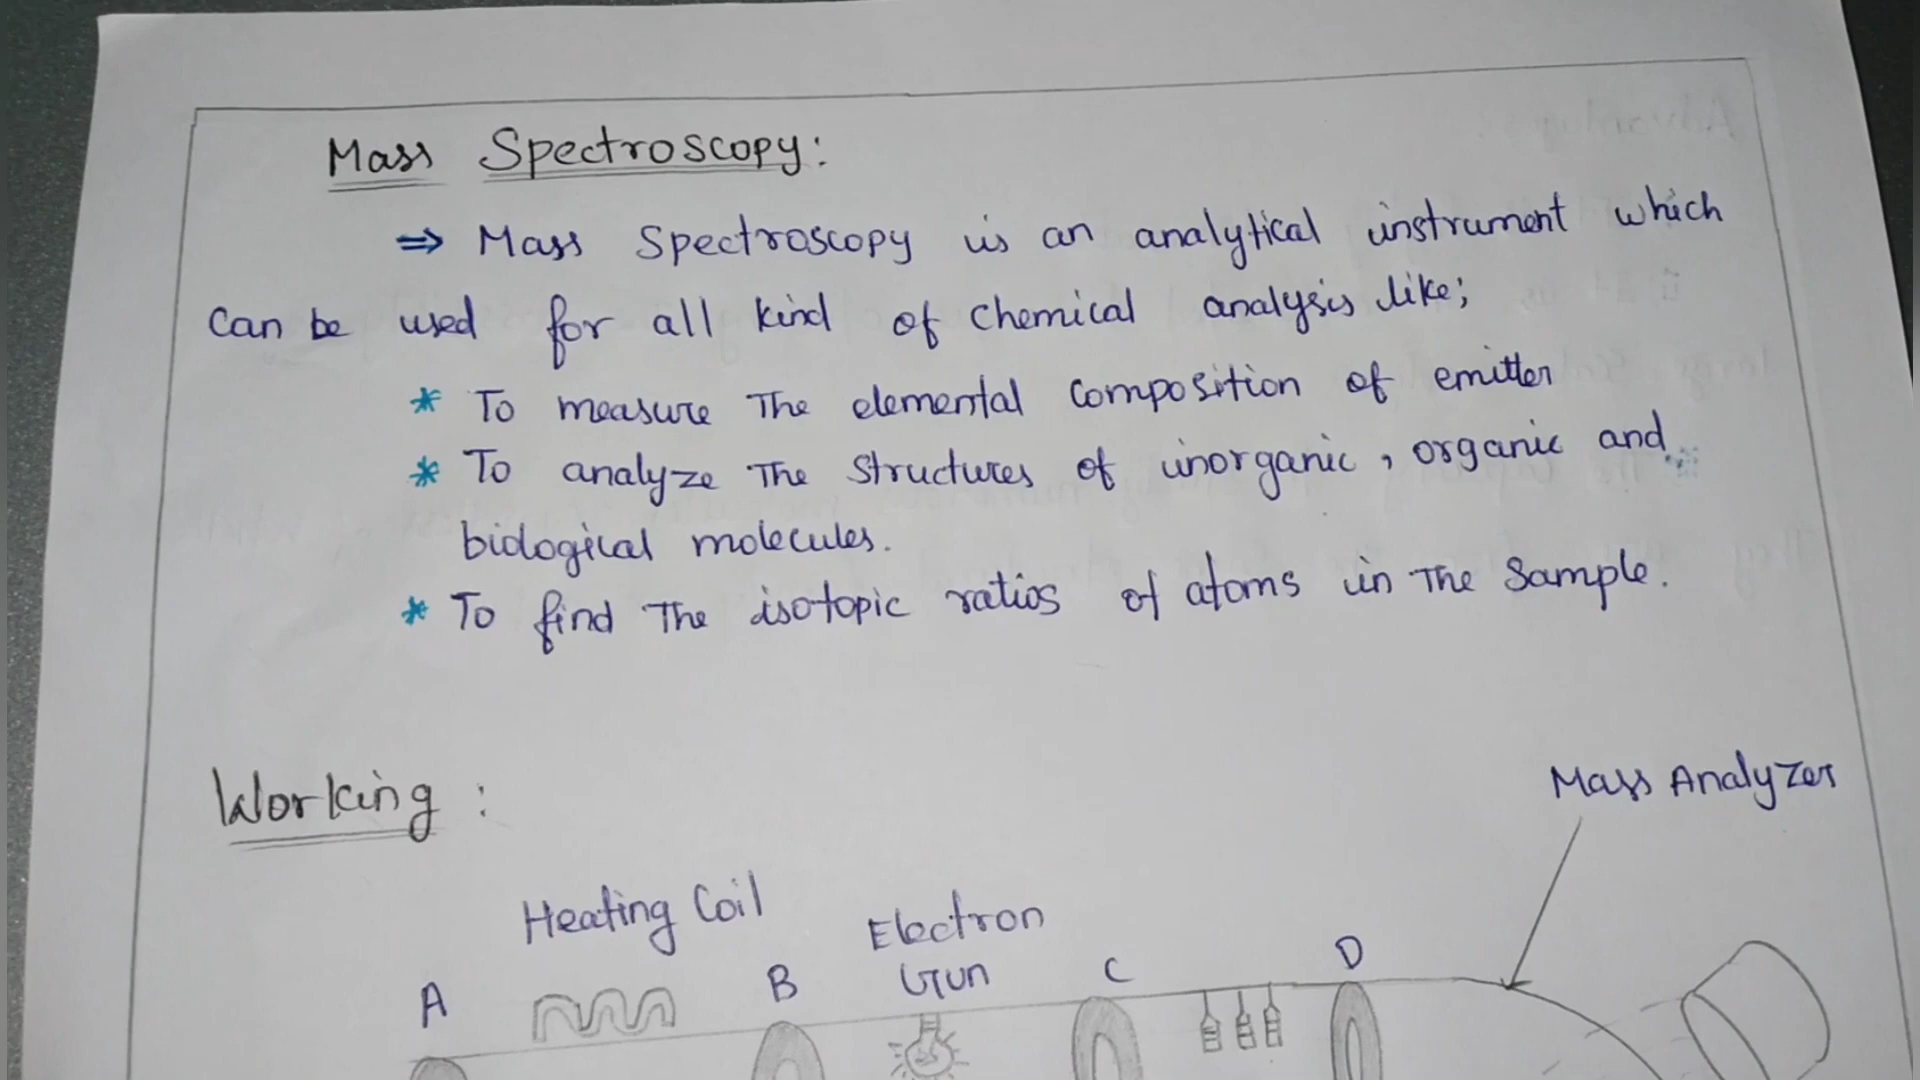 Mass Spectroscopy:
⇒ Mass Spectroscopy is an analytical instrument which
can be used for all kind of chemical analysis like;
* To measure The elemental composition of emitter
* To analyze The Structures of inorganic, organic and
biological molecules.
* To find The isotopic ratios of atoms in The Sample.
Working:
Mass Analyzer
Heating Coil
Electron
Gun
A
B
C
D